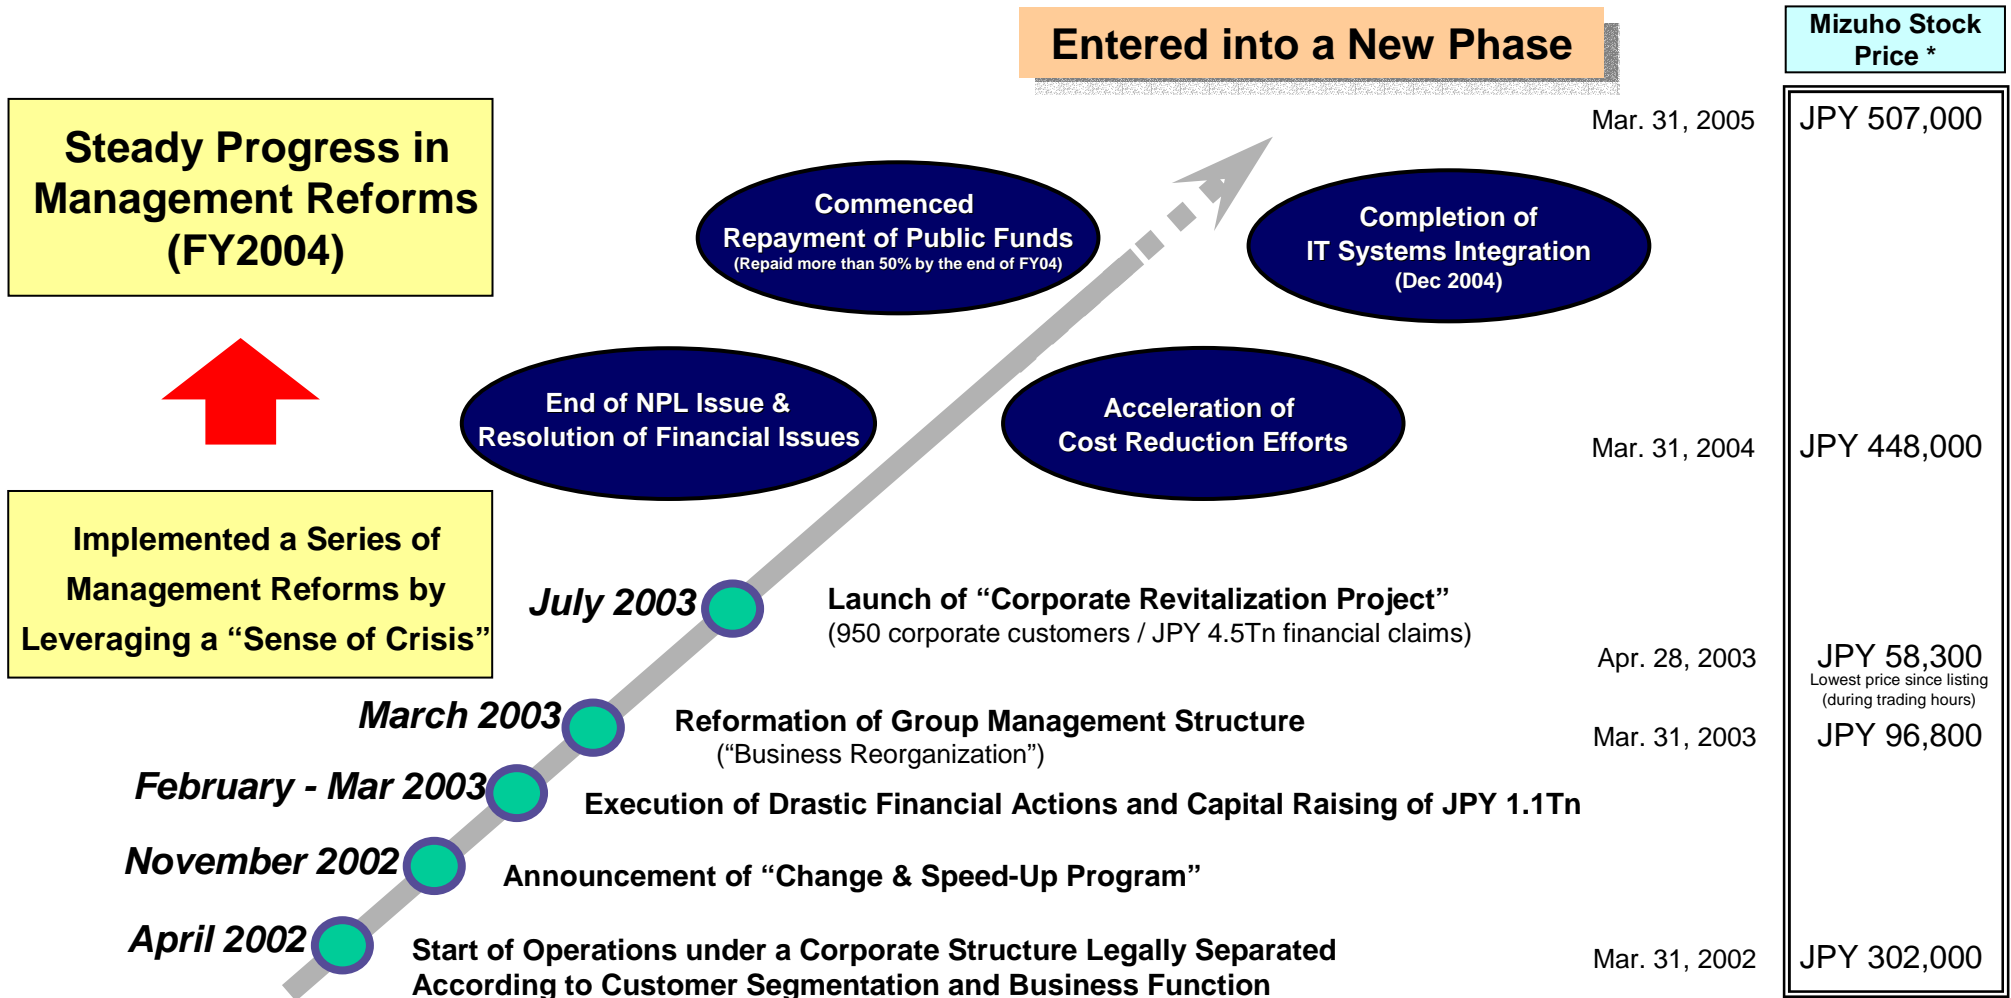 Entered into a New Phase
Mizuho Stock
Price *
Steady Progress in
Management Reforms
(FY2004)
Mar. 31, 2005
JPY 507,000
Commenced
Repayment of Public Funds
(Repaid more than 50% by the end of FY04)
Completion of
IT Systems Integration
(Dec 2004)
End of NPL Issue &
Resolution of Financial Issues
Acceleration of
Cost Reduction Efforts
Mar. 31, 2004
JPY 448,000
Implemented a Series of
Management Reforms by
Leveraging a “Sense of Crisis”
July 2003
Launch of “Corporate Revitalization Project”
(950 corporate customers / JPY 4.5Tn financial claims)
Apr. 28, 2003
JPY 58,300
Lowest price since listing
(during trading hours)
March 2003
Reformation of Group Management Structure
(“Business Reorganization”)
Mar. 31, 2003
JPY 96,800
February - Mar 2003
Execution of Drastic Financial Actions and Capital Raising of JPY 1.1Tn
November 2002
Announcement of “Change & Speed-Up Program”
April 2002
Start of Operations under a Corporate Structure Legally Separated
According to Customer Segmentation and Business Function
Mar. 31, 2002
JPY 302,000